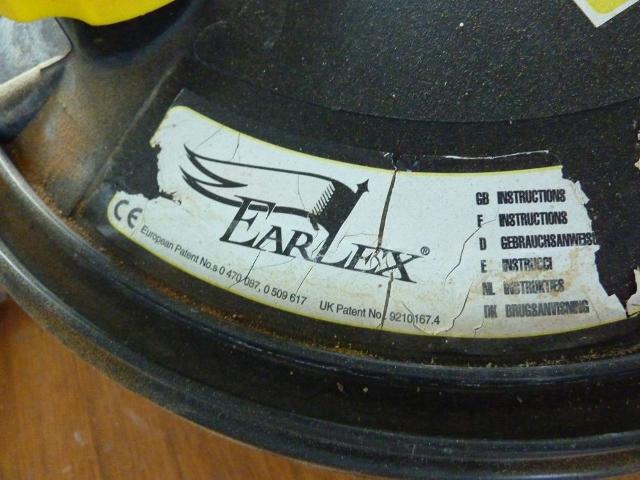 EARLEX®
CE
European Patent No.s 0 470 087, 0 509 617 UK Patent No. 9210167.4
GB INSTRUCTIONS
F INSTRUCTIONS
D GEBRAUCHSANWEISU
E INSTRUCCI
NL INSTRUKTIES
DK BRUGSANVISNING